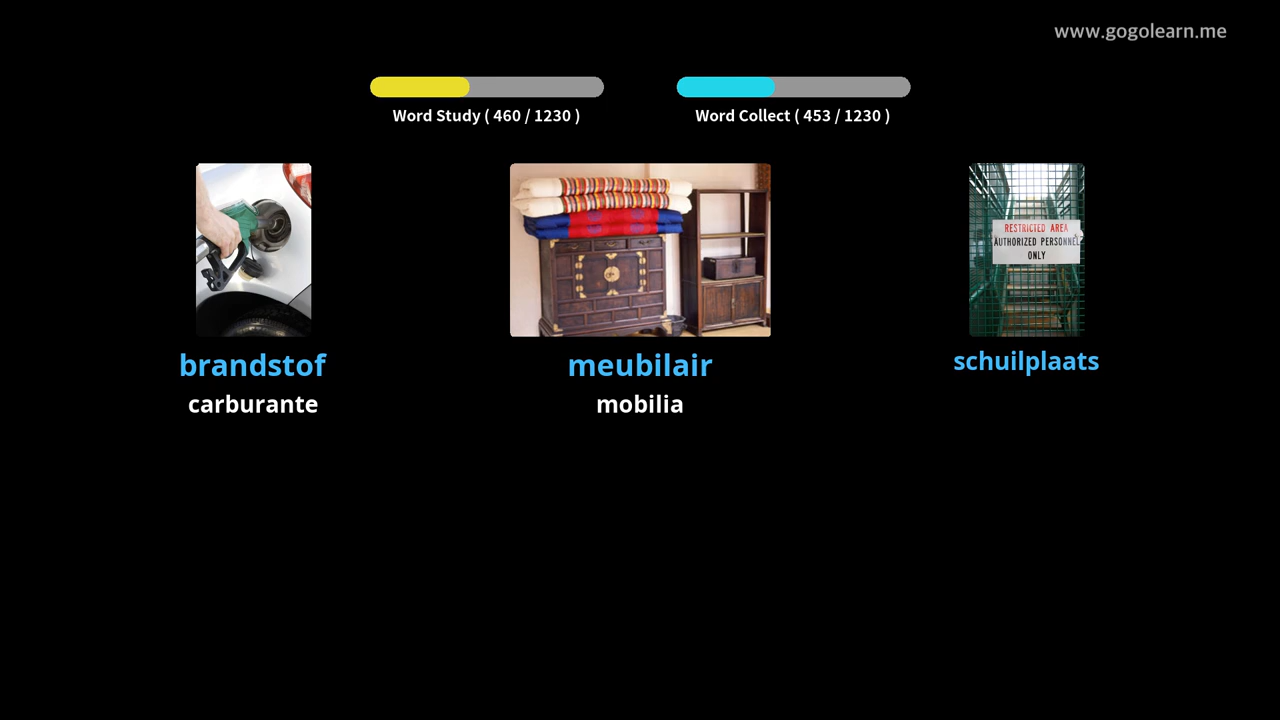 www.gogolearn.me
Word Study ( 460 / 1230 )
Word Collect ( 453 / 1230 )
RESTRICTED AREA
AUTHORIZED PERSONNEL
ONLY
brandstof
meubilair
schuilplaats
carburante
mobilia